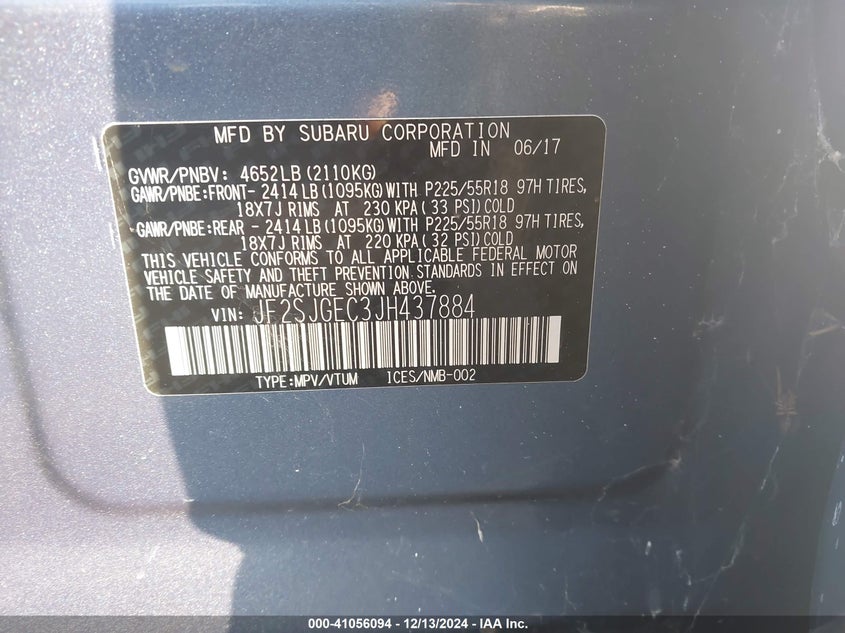 MFD BY SUBARU CORPORATION
MFD IN 06/17
GVWR/PNBV: 4652LB (2110KG)
GAWR/PNBE:FRONT- 2414 LB (1095KG) WITH P225/55R18 97H TIRES,
18X7J RIMS AT 230 KPA ( 33 PSI) COLD
GAWR/PNBE:REAR - 2414 LB (1095KG) WITH P225/55R18 97H TIRES,
18X7J RIMS AT 220 KPA ( 32 PSI) COLD
THIS VEHICLE CONFORMS TO ALL APPLICABLE FEDERAL MOTOR
VEHICLE SAFETY AND THEFT PREVENTION STANDARDS IN EFFECT ON
THE DATE OF MANUFACTURE SHOWN ABOVE.
VIN: JF2SJGEC3JH437884
TYPE:MPV/VTUM ICES/NMB-002
000-41056094 - 12/13/2024 - IAA Inc.